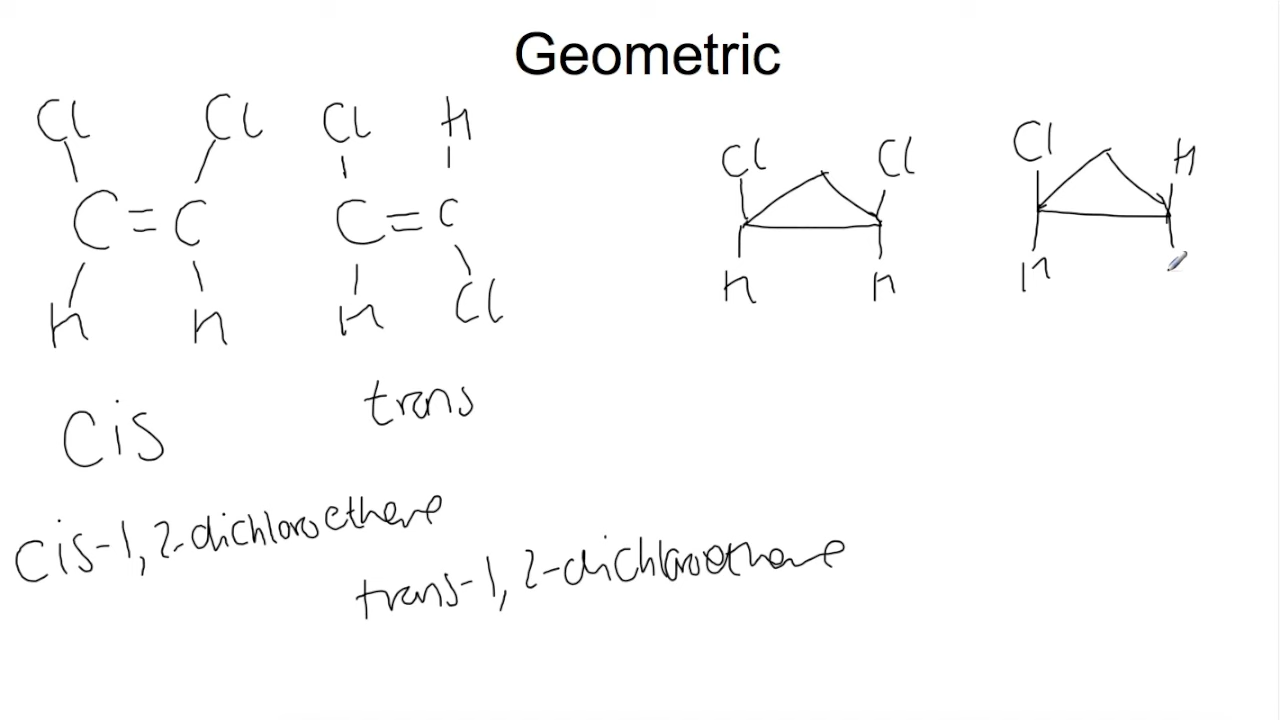 Geometric
Cl Cl Cl H
C=C C=C
H H H Cl
Cl Cl Cl H
H H H
Cis trans
Cis-1,2-dichloroethene
trans-1,2-dichloroethene